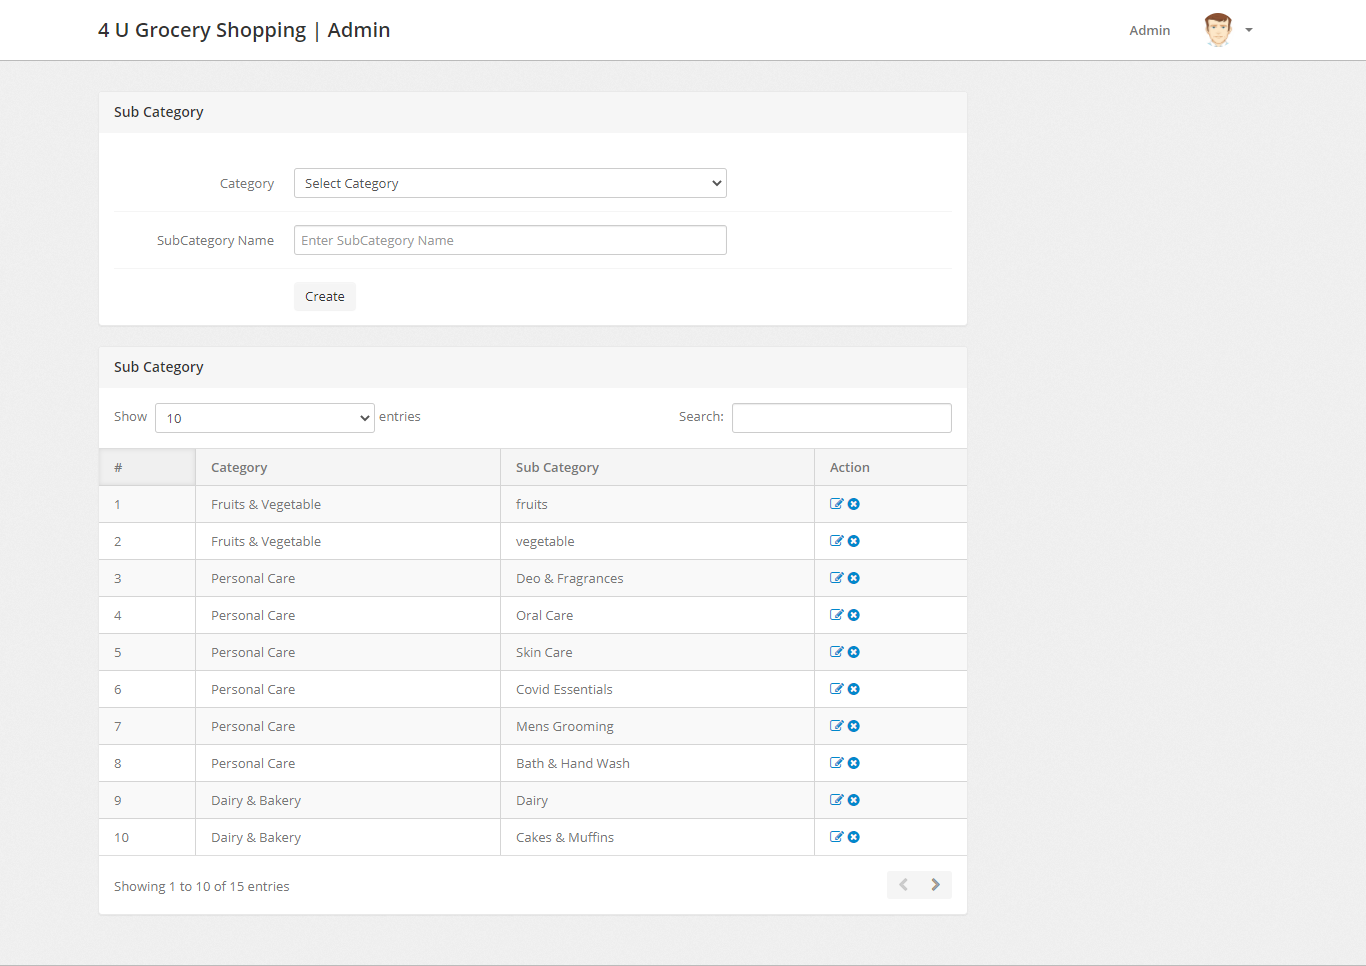 4 U Grocery Shopping | Admin
Admin
Sub Category
Category
Select Category
SubCategory Name
Enter SubCategory Name
Create
Sub Category
Show 10 entries Search:
# Category Sub Category Action
1 Fruits & Vegetable fruits
2 Fruits & Vegetable vegetable
3 Personal Care Deo & Fragrances
4 Personal Care Oral Care
5 Personal Care Skin Care
6 Personal Care Covid Essentials
7 Personal Care Mens Grooming
8 Personal Care Bath & Hand Wash
9 Dairy & Bakery Dairy
10 Dairy & Bakery Cakes & Muffins
Showing 1 to 10 of 15 entries